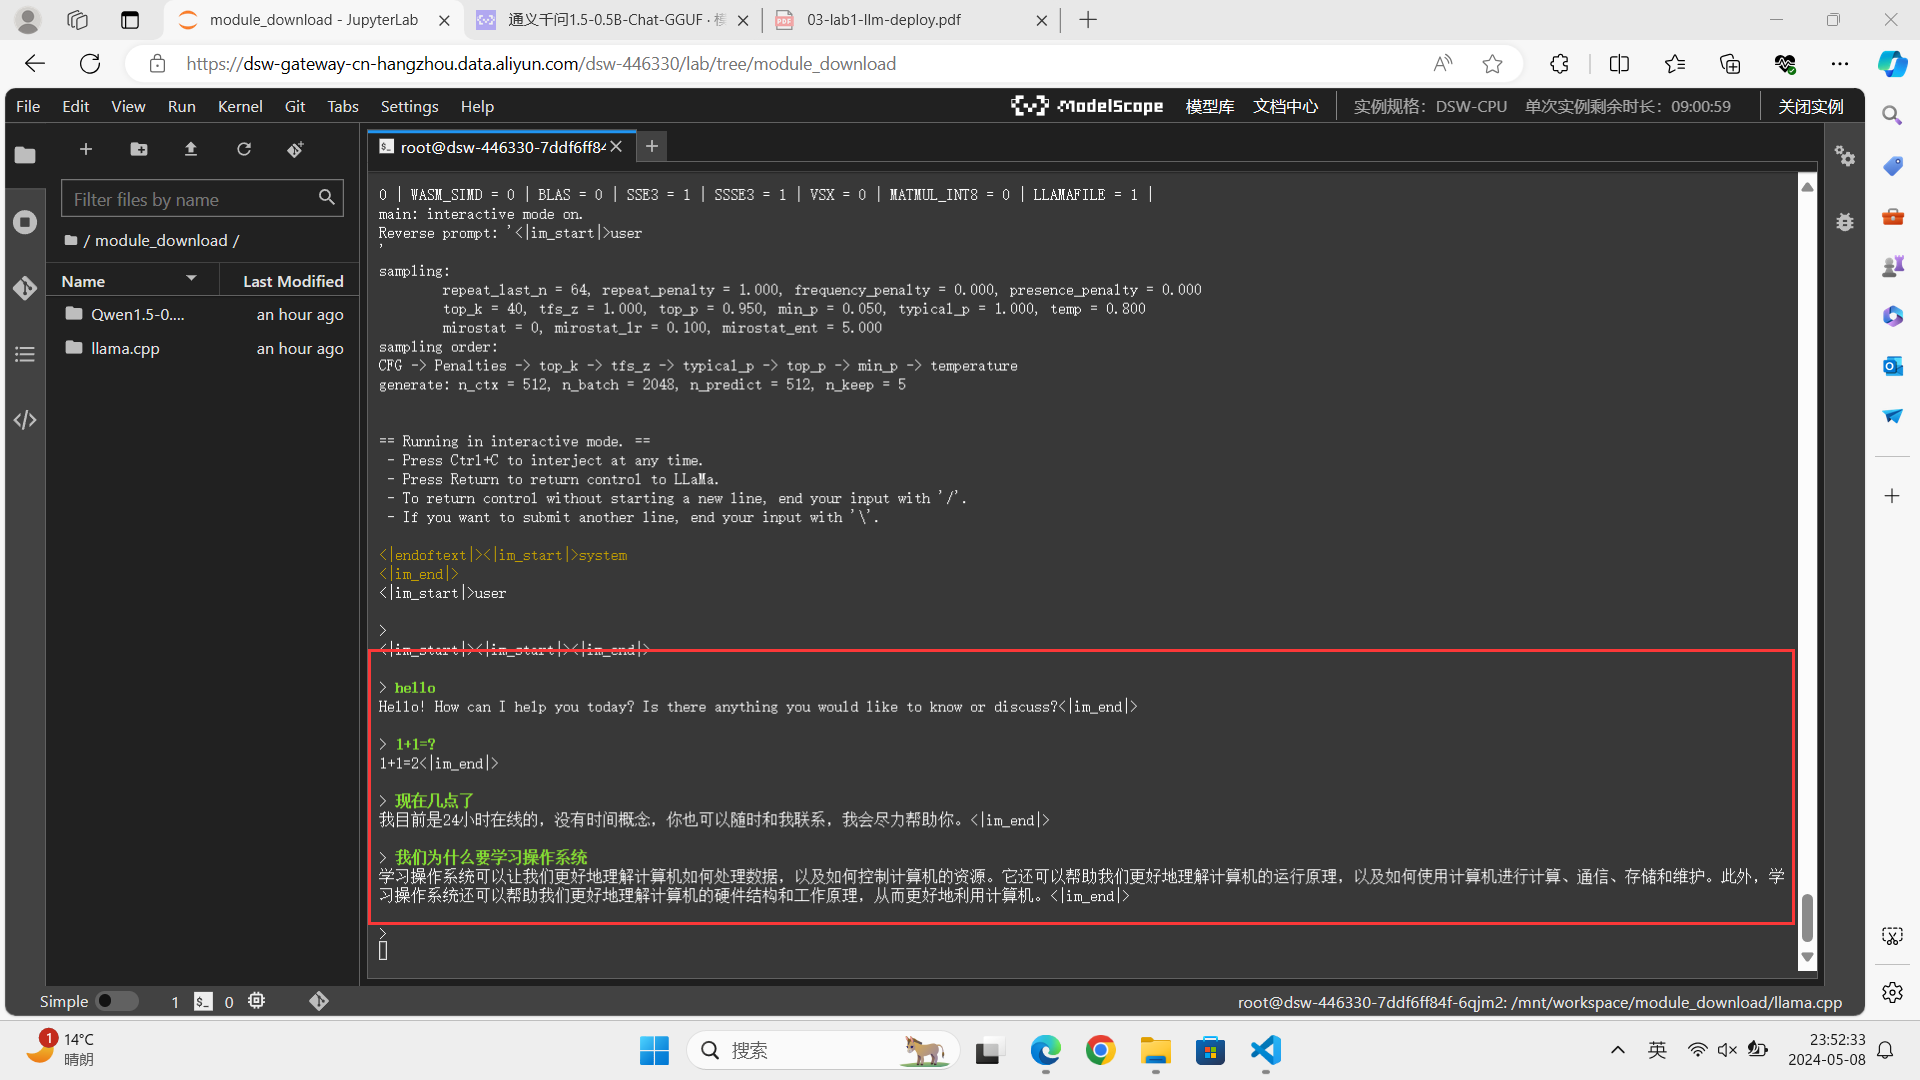 module_download - JupyterLab
通义千问1.5-0.5B-Chat-GGUF · 模
03-lab1-llm-deploy.pdf
https://dsw-gateway-cn-hangzhou.data.aliyun.com/dsw-446330/lab/tree/module_download
File Edit View Run Kernel Git Tabs Settings Help
ModelScope 模型库 文档中心 实例规格: DSW-CPU 单次实例剩余时长: 09:00:59 关闭实例
root@dsw-446330-7ddf6ff84
Filter files by name
/ module_download /
Name Last Modified
Qwen1.5-0.... an hour ago
llama.cpp an hour ago
0 | WASM_SIMD = 0 | BLAS = 0 | SSE3 = 1 | SSSE3 = 1 | VSX = 0 | MATMUL_INT8 = 0 | LLAMAFILE = 1 |
main: interactive mode on.
Reverse prompt: '<|im_start|>user
'
sampling:
repeat_last_n = 64, repeat_penalty = 1.000, frequency_penalty = 0.000, presence_penalty = 0.000
top_k = 40, tfs_z = 1.000, top_p = 0.950, min_p = 0.050, typical_p = 1.000, temp = 0.800
mirostat = 0, mirostat_lr = 0.100, mirostat_ent = 5.000
sampling order:
CFG -> Penalties -> top_k -> tfs_z -> typical_p -> top_p -> min_p -> temperature
generate: n_ctx = 512, n_batch = 2048, n_predict = 512, n_keep = 5
== Running in interactive mode. ==
- Press Ctrl+C to interject at any time.
- Press Return to return control to LLaMa.
- To return control without starting a new line, end your input with '/'.
- If you want to submit another line, end your input with '\'.
<|endoftext|><|im_start|>system
<|im_end|>
<|im_start|>user
>
<|im_start|><|im_start|><|im_end|>
> hello
Hello! How can I help you today? Is there anything you would like to know or discuss?<|im_end|>
> 1+1=?
1+1=2<|im_end|>
> 现在几点了
我目前是24小时在线的，没有时间概念，你也可以随时和我联系，我会尽力帮助你。<|im_end|>
> 我们为什么要学习操作系统
学习操作系统可以让我们更好地理解计算机如何处理数据，以及如何控制计算机的资源。它还可以帮助我们更好地理解计算机的运行原理，以及如何使用计算机进行计算、通信、存储和维护。此外，学
习操作系统还可以帮助我们更好地理解计算机的硬件结构和工作原理，从而更好地利用计算机。<|im_end|>
>
Simple 1 0
root@dsw-446330-7ddf6ff84f-6qjm2: /mnt/workspace/module_download/llama.cpp
1
14°C
晴朗
搜索
英
23:52:33
2024-05-08